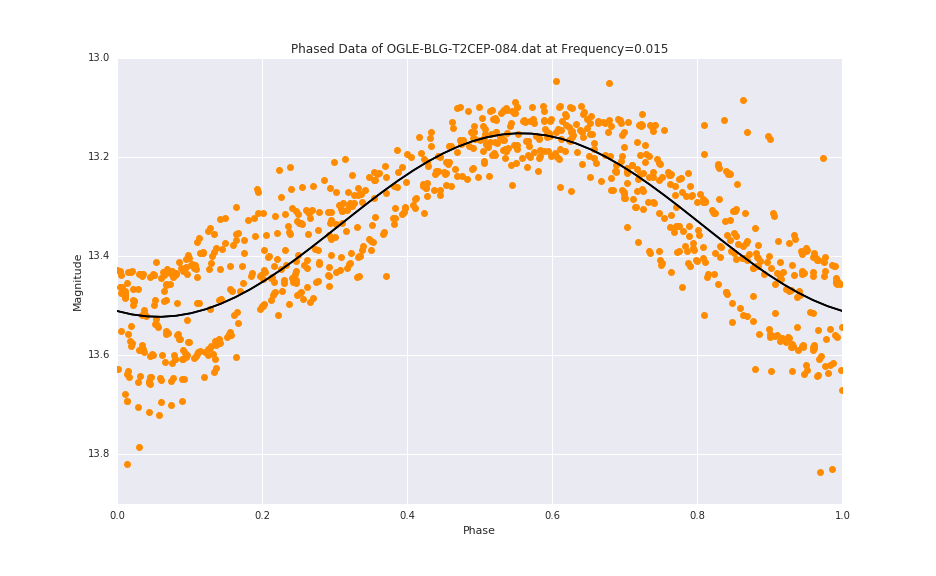 Phased Data of OGLE-BLG-T2CEP-084.dat at Frequency=0.015
13.0
13.2
13.4
13.6
13.8
Magnitude
0.0 0.2 0.4 0.6 0.8 1.0
Phase